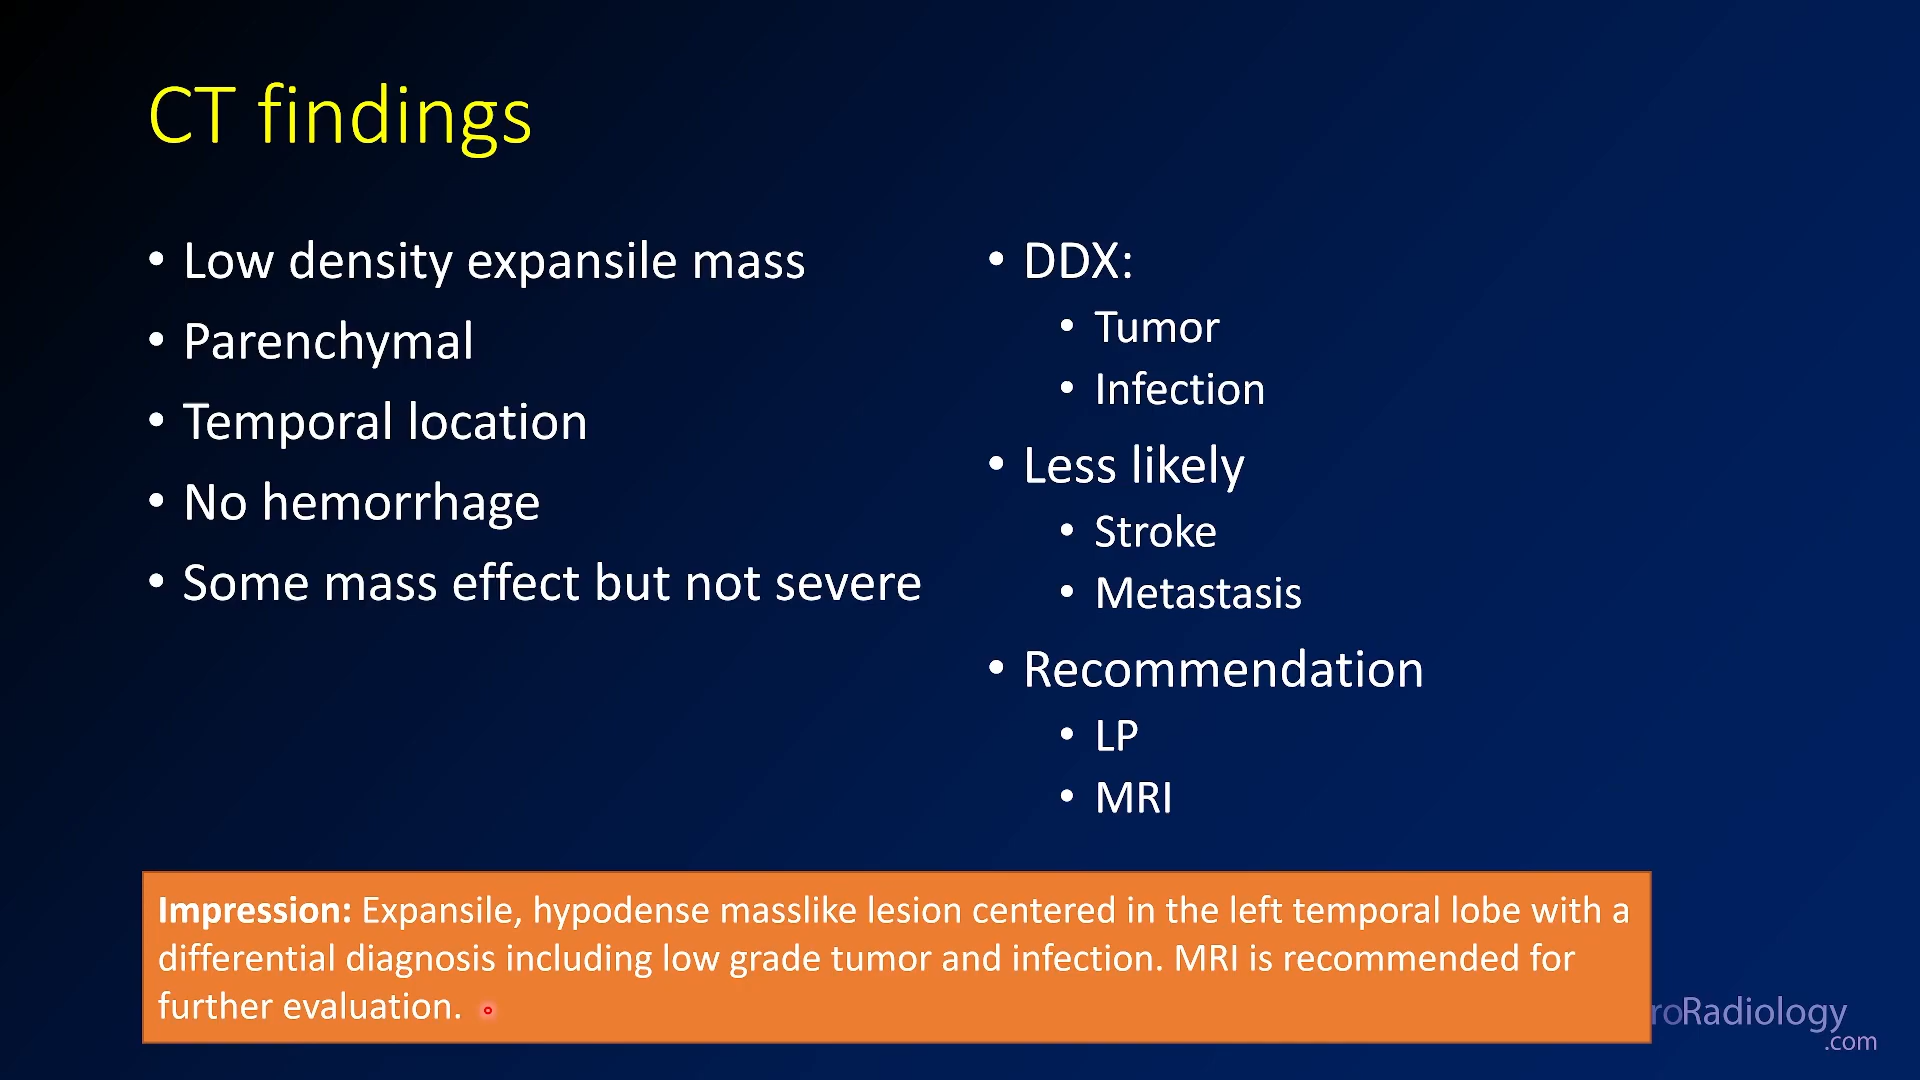 CT findings
• Low density expansile mass
• Parenchymal
• Temporal location
• No hemorrhage
• Some mass effect but not severe
• DDX:
• Tumor
• Infection
• Less likely
• Stroke
• Metastasis
• Recommendation
• LP
• MRI
Impression: Expansile, hypodense masslike lesion centered in the left temporal lobe with a
differential diagnosis including low grade tumor and infection. MRI is recommended for
further evaluation.
roRadiology
.com